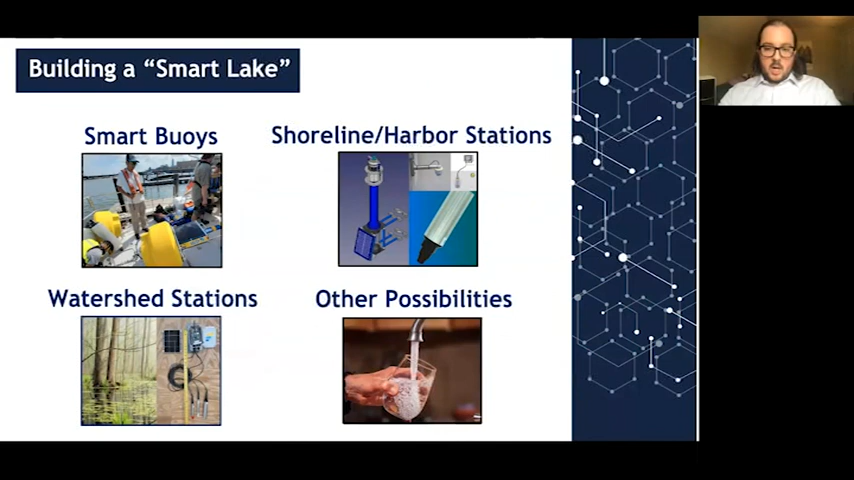 Building a “Smart Lake”
Smart Buoys
Shoreline/Harbor Stations
Watershed Stations
Other Possibilities